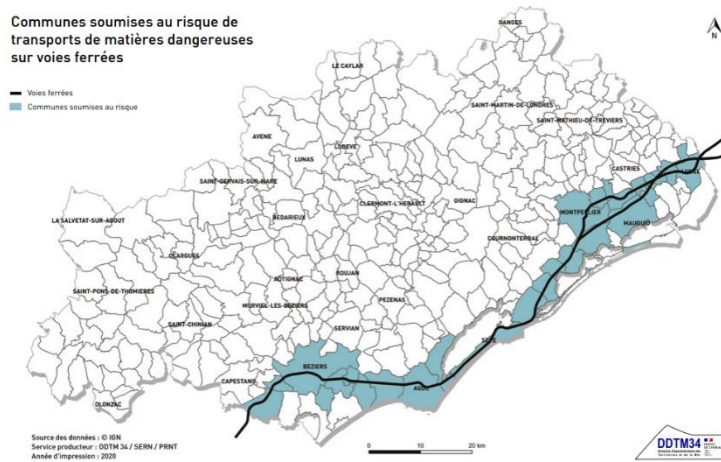 Communes soumises au risque de
transports de matières dangereuses
sur voies ferrées
Voies ferrées
Communes soumises au risque
N
GANGES
LE CAYLAR
SAINT-MARTIN-DE-LONDRES
SAINT-MATHIEU-DE-TREVIERS
AVENE
LODEVE
LUNAS
CASTRIES
LUNEL
SAINT-GERVAIS-SUR-MARE
CLERMONT-L'HERAULT
GIGNAC
MONTPELLIER
LA SALVETAT-SUR-AGOUT
BEDARIEUX
MAUGUIO
COURNONTERRAL
OLARGUES
ROUJAN
SAINT-PONS-DE-THOMIERES
AUTIGNAC
PEZENAS
MURVIEL-LES-BEZIERS
SAINT-CHINIAN
SERVIAN
SETE
BEZIERS
CAPESTANG
AGDE
OLONZAC
Source des données : © IGN
Service producteur : DDTM 34 / SERN / PRNT
Année d'impression : 2020
0 10 20 km
DDTM34